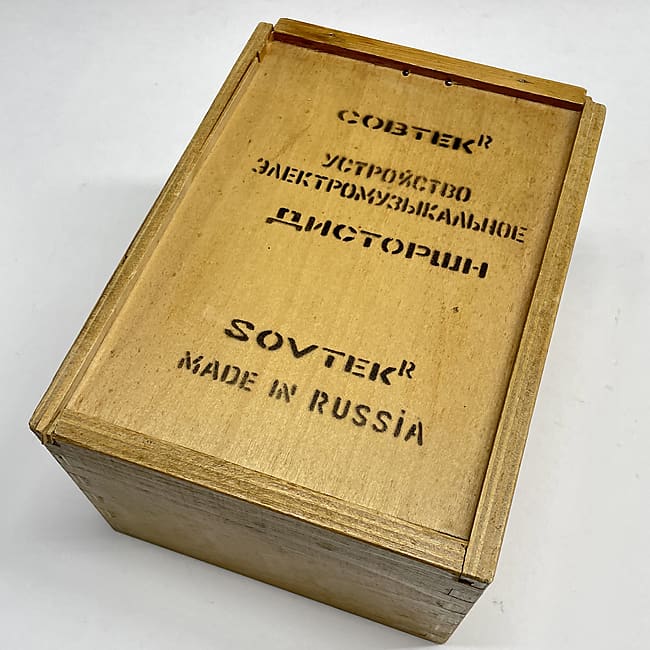 СОВТЕК R
УСТРОЙСТВО
ЭЛЕКТРОМУЗЫКАЛЬНОЕ
ДИСТОРШН
SOVTEK R
MADE IN RUSSiA